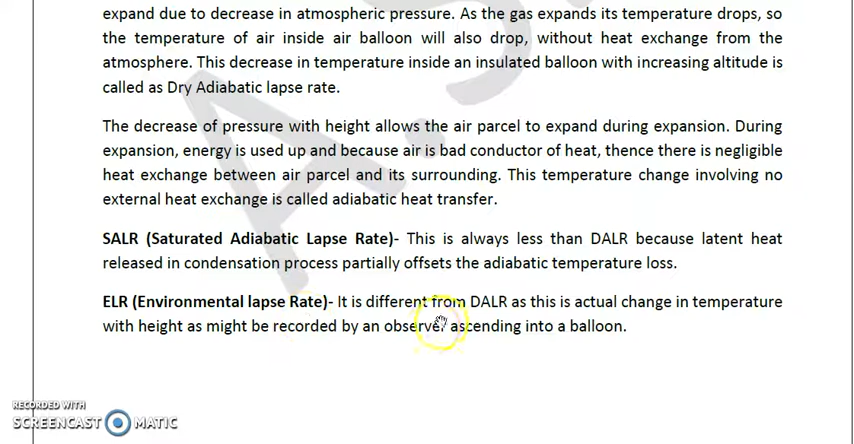 expand due to decrease in atmospheric pressure. As the gas expands its temperature drops, so
the temperature of air inside air balloon will also drop, without heat exchange from the
atmosphere. This decrease in temperature inside an insulated balloon with increasing altitude is
called as Dry Adiabatic lapse rate.
The decrease of pressure with height allows the air parcel to expand during expansion. During
expansion, energy is used up and because air is bad conductor of heat, thence there is negligible
heat exchange between air parcel and its surrounding. This temperature change involving no
external heat exchange is called adiabatic heat transfer.
SALR (Saturated Adiabatic Lapse Rate)- This is always less than DALR because latent heat
released in condensation process partially offsets the adiabatic temperature loss.
ELR (Environmental lapse Rate)- It is different from DALR as this is actual change in temperature
with height as might be recorded by an observer ascending into a balloon.
RECORDED WITH
SCREENCAST MATIC